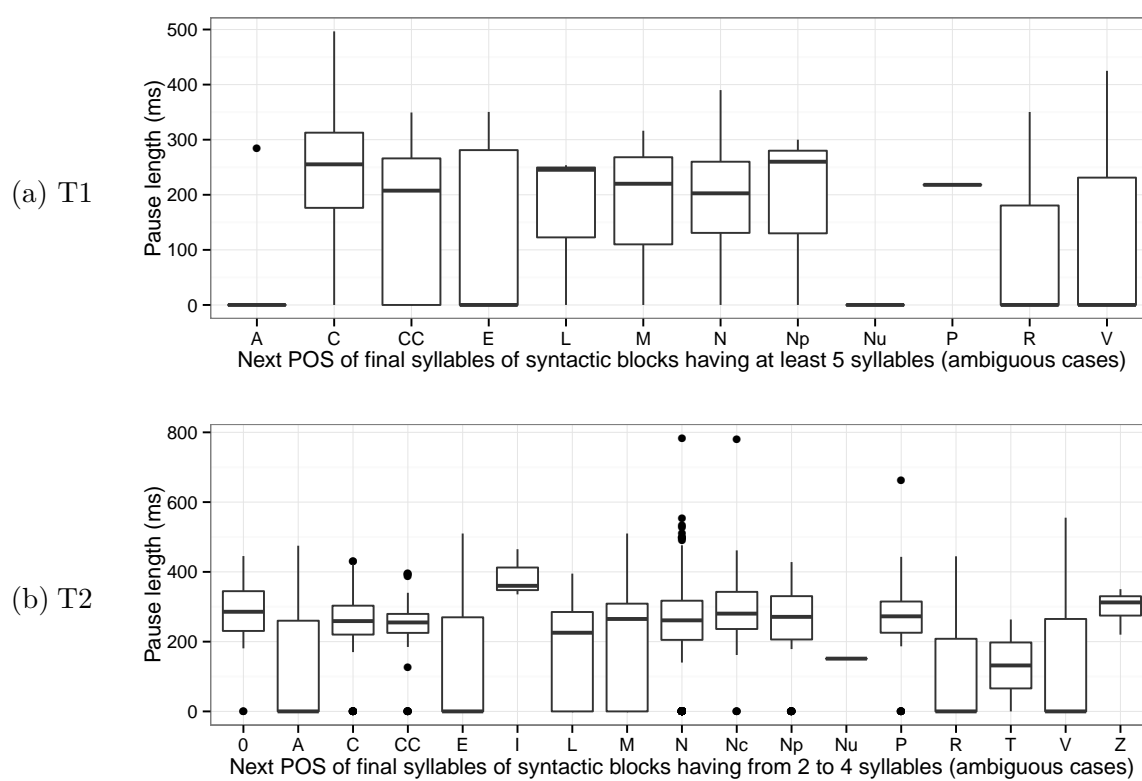 500
400
300
200
100
0
Pause length (ms)
(a) T1
A C CC E L M N Np Nu P R V
Next POS of final syllables of syntactic blocks having at least 5 syllables (ambiguous cases)
800
600
400
200
0
Pause length (ms)
(b) T2
0 A C CC E I L M N Nc Np Nu P R T V Z
Next POS of final syllables of syntactic blocks having from 2 to 4 syllables (ambiguous cases)